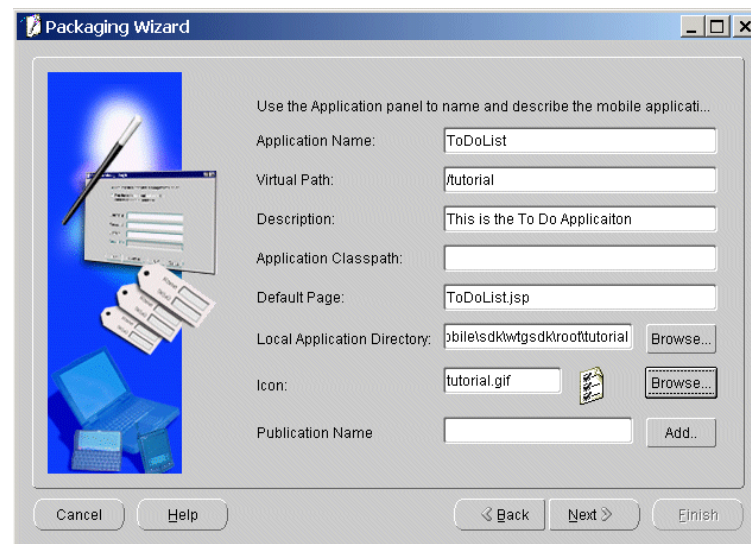 Packaging Wizard
Use the Application panel to name and describe the mobile applicati...
Application Name: ToDoList
Virtual Path: /tutorial
Description: This is the To Do Applicaiton
Application Classpath:
Default Page: ToDoList.jsp
Local Application Directory: obile\sdk\wtgsdk\root\tutorial Browse...
Icon: tutorial.gif Browse...
Publication Name Add..
Cancel Help Back Next Finish